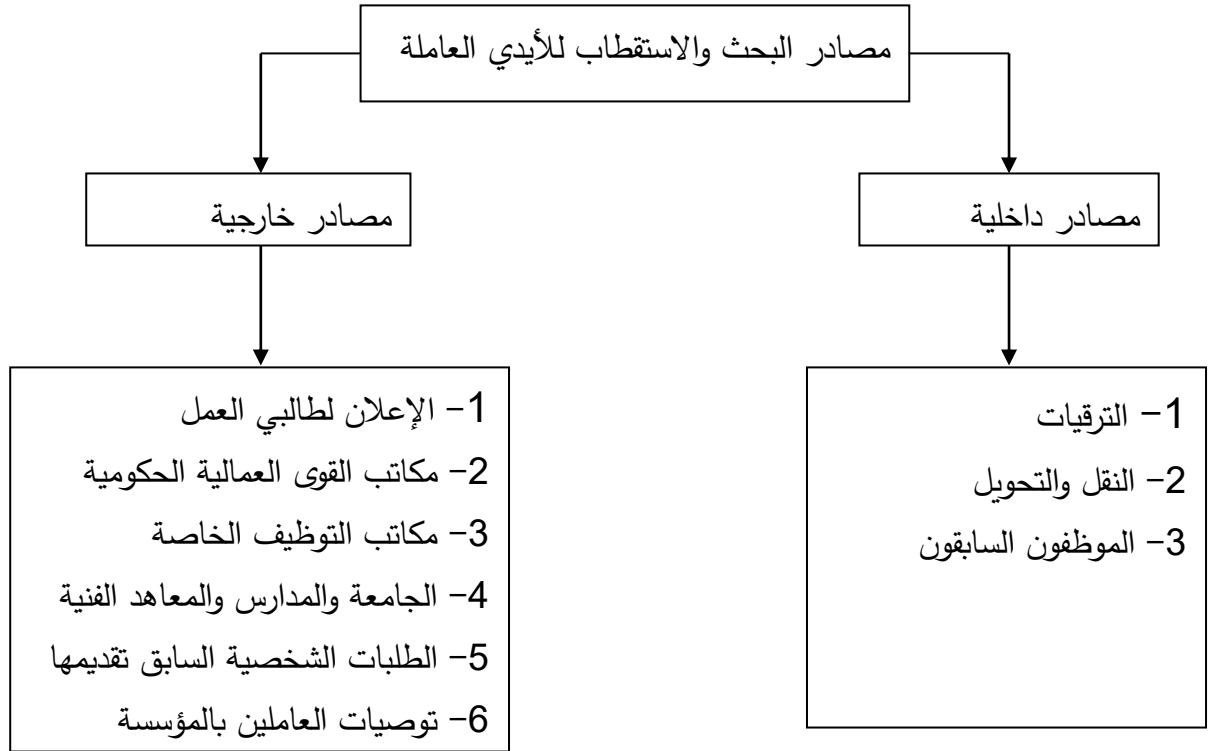 مصادر البحث والاستقطاب للأيدي العاملة
مصادر داخلية
مصادر خارجية
1- الترقيات
2- النقل والتحويل
3- الموظفون السابقون
1- الإعلان لطالبي العمل
2- مكاتب القوى العمالية الحكومية
3- مكاتب التوظيف الخاصة
4- الجامعة والمدارس والمعاهد الفنية
5- الطلبات الشخصية السابق تقديمها
6- توصيات العاملين بالمؤسسة